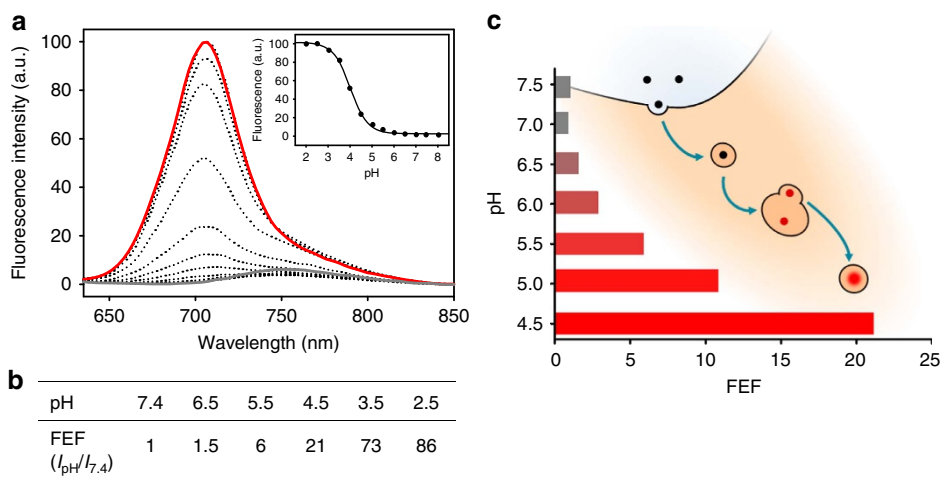 a
Fluorescence intensity (a.u.)
100
80
60
40
20
0
650
700
750
800
850
Wavelength (nm)
Fluorescence (a.u.)
100
80
60
40
20
0
2 3 4 5 6 7 8
pH
b
pH 7.4 6.5 5.5 4.5 3.5 2.5
FEF 1 1.5 6 21 73 86
(IpH/I7.4)
c
pH
7.5
7.0
6.5
6.0
5.5
5.0
4.5
0 5 10 15 20 25
FEF